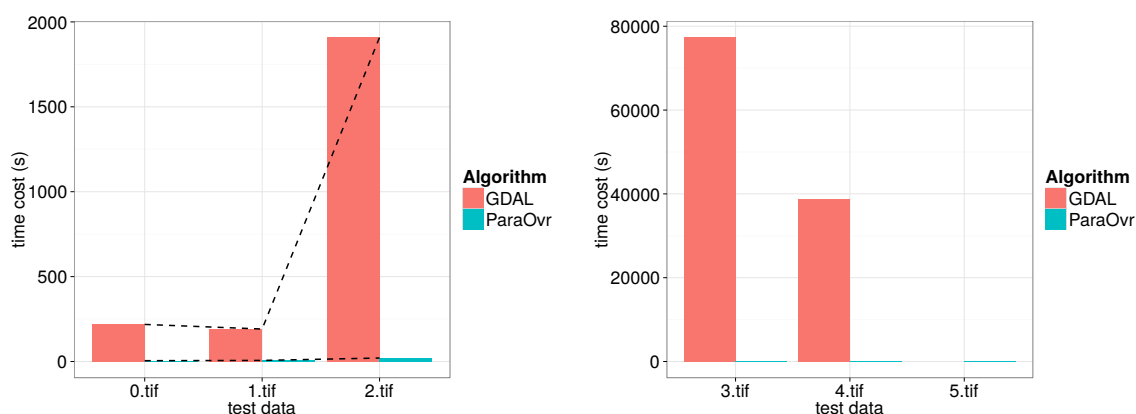 2000
1500
1000
500
0
time cost (s)
0.tif 1.tif 2.tif
test data
Algorithm
GDAL
ParaOvr
80000
60000
40000
20000
0
time cost (s)
3.tif 4.tif 5.tif
test data
Algorithm
GDAL
ParaOvr